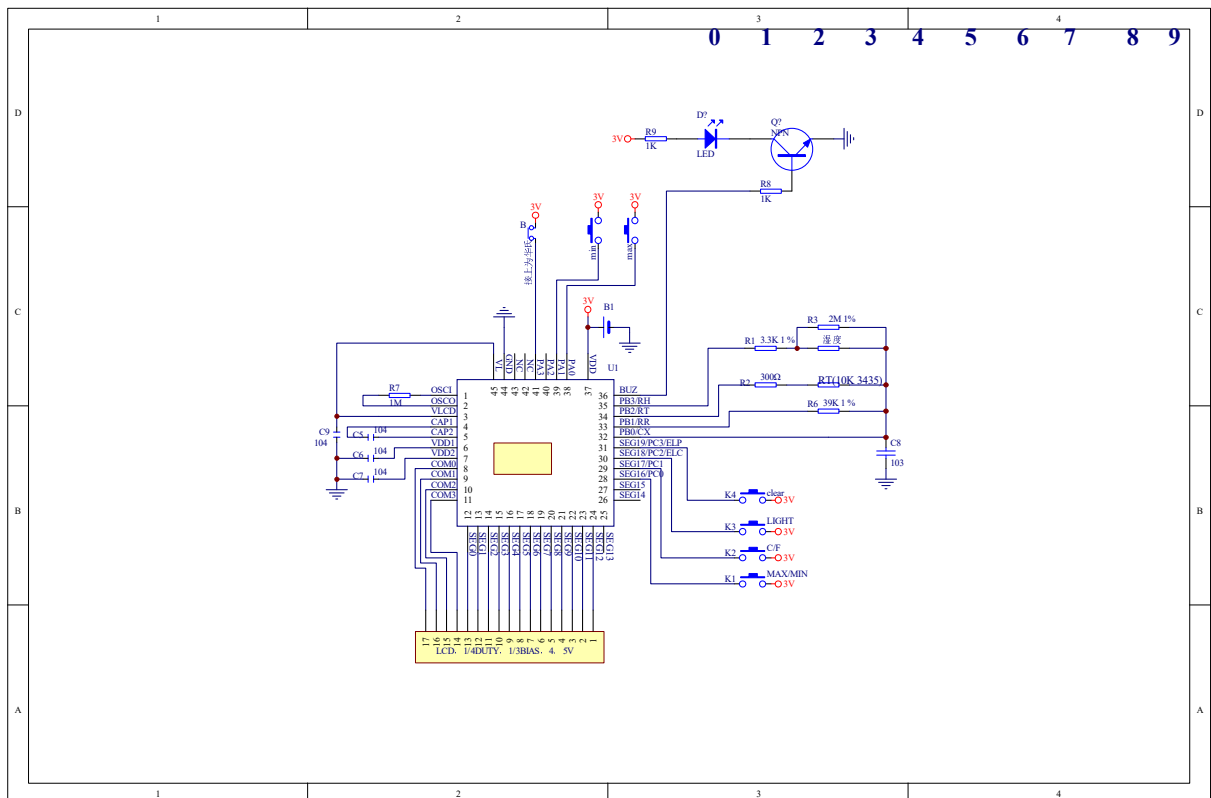 1 2 3 4
0 1 2 3 4 5 6 7 8 9
D D
D?
Q?
NPN
3V
R9
1K
LED
R8
1K
3V
3V
3V
B
min
max
接上为华氏
3V
B1
C C
R3 2M 1%
R1 3.3K 1%
湿度
R2 300Ω
RT(10K 3435)
R6 39K 1%
VL
GND
NC
NC
PA3
PA2
PA1
PA0
VDD
U1
45 44 43 42 41 40 39 38 37
R7
1M
OSCI 1
OSCO 2
VLCD 3
CAP1 4
CAP2 5
VDD1 6
VDD2 7
COM0 8
COM1 9
COM2 10
COM3 11
36 BUZ
35 PB3/RH
34 PB2/RT
33 PB1/RR
32 PB0/CX
31 SEG19/PC3/ELP
30 SEG18/PC2/ELC
29 SEG17/PC1
28 SEG16/PC0
27 SEG15
26 SEG14
C9
104
C5 104
C6 104
C7 104
C8
103
B B
K4 clear 3V
K3 LIGHT 3V
K2 C/F 3V
K1 MAX/MIN 3V
12 13 14 15 16 17 18 19 20 21 22 23 24 25
SEG0
SEG1
SEG2
SEG3
SEG4
SEG5
SEG6
SEG7
SEG8
SEG9
SEG10
SEG11
SEG12
SEG13
17 16 15 14 13 12 11 10 9 8 7 6 5 4 3 2 1
LCD, 1/4DUTY, 1/3BIAS, 4. 5V
A A
1 2 3 4